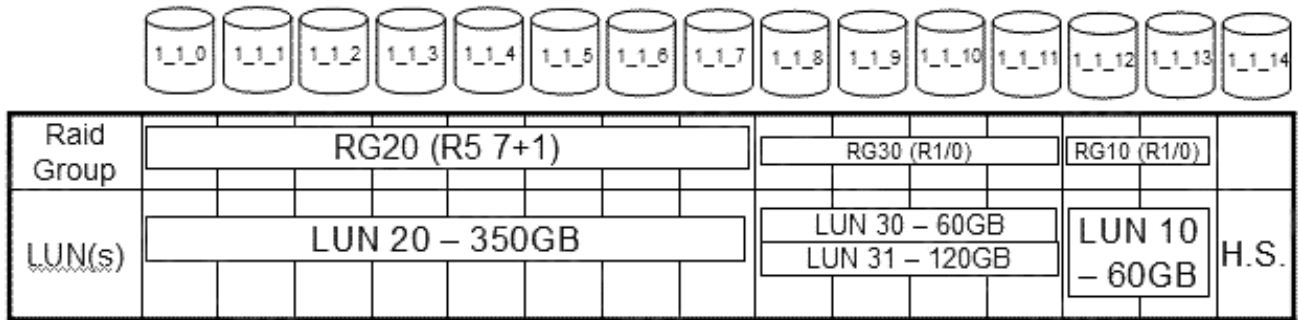 1_1_0 1_1_1 1_1_2 1_1_3 1_1_4 1_1_5 1_1_6 1_1_7 1_1_8 1_1_9 1_1_10 1_1_11 1_1_12 1_1_13 1_1_14
Raid
Group
RG20 (R5 7+1)
RG30 (R1/0)
RG10 (R1/0)
LUN(s)
LUN 20 – 350GB
LUN 30 – 60GB
LUN 31 – 120GB
LUN 10
– 60GB
H.S.